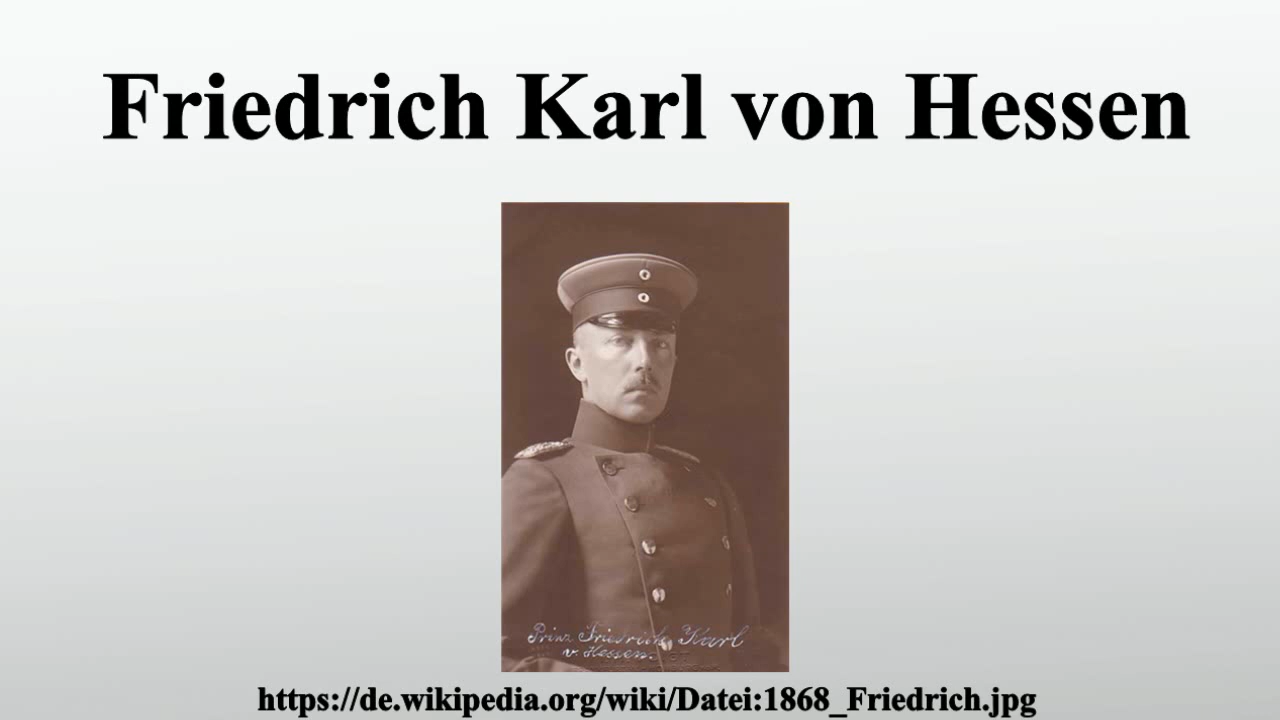 Friedrich Karl von Hessen
Prinz Friedrich Karl
v. Hessen.
https://de.wikipedia.org/wiki/Datei:1868_Friedrich.jpg